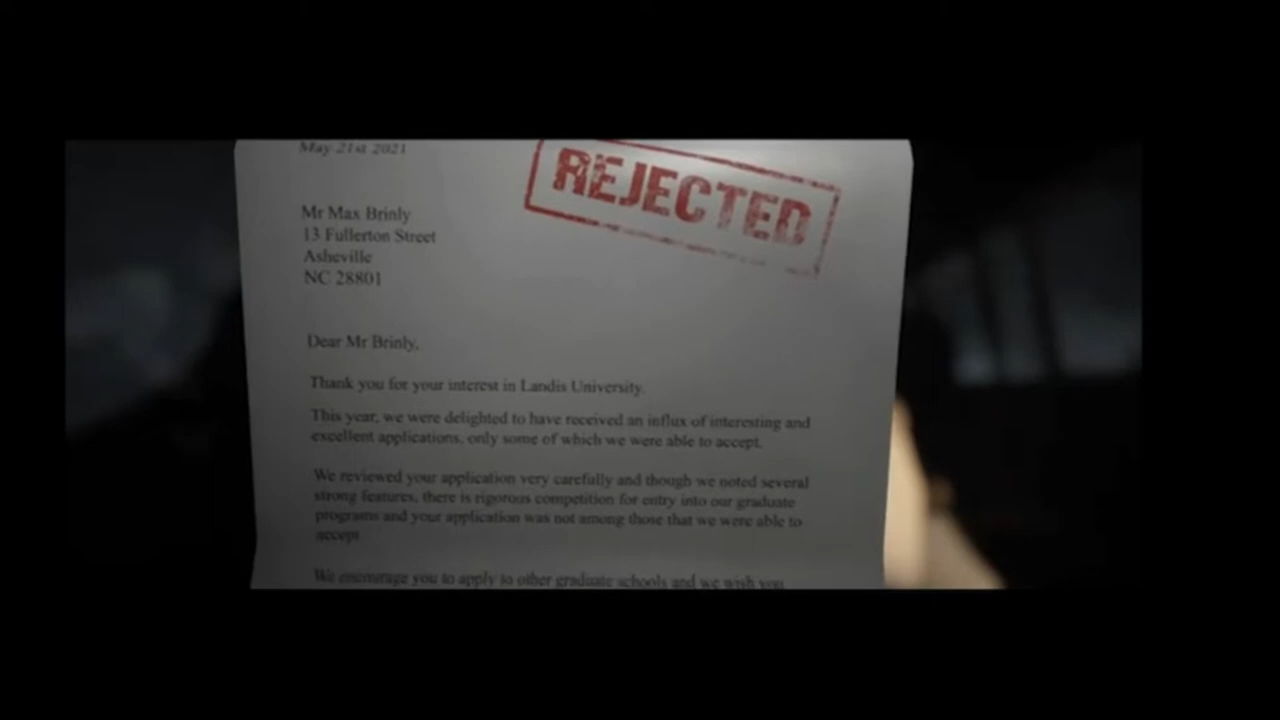 May 21st 2021
REJECTED
Mr Max Brinly
13 Fullerton Street
Asheville
NC 28801
Dear Mr Brinly,
Thank you for your interest in Landis University.
This year, we were delighted to have received an influx of interesting and
excellent applications, only some of which we were able to accept.
We reviewed your application very carefully and though we noted several
strong features, there is rigorous competition for entry into our graduate
programs and your application was not among those that we were able to
accept
We encourage you to apply to other graduate schools and we wish you